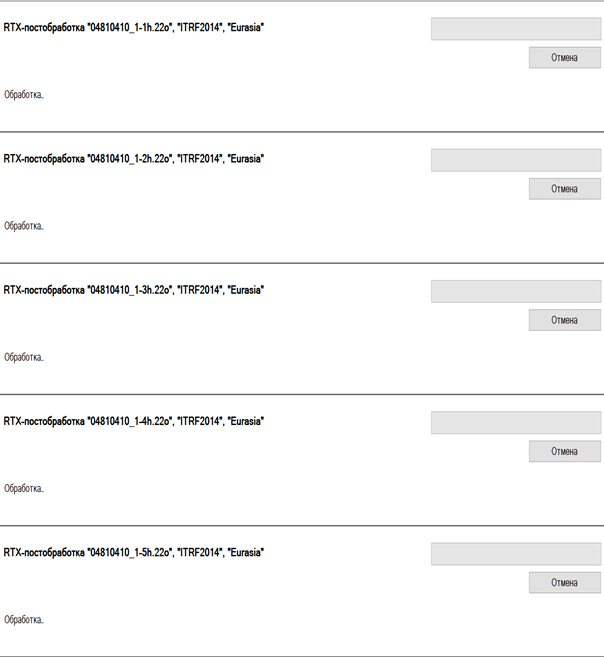 RTX-постобработка "04810410_1-1h.22o", "ITRF2014", "Eurasia"
Отмена
Обработка..
RTX-постобработка "04810410_1-2h.22o", "ITRF2014", "Eurasia"
Отмена
Обработка..
RTX-постобработка "04810410_1-3h.22o", "ITRF2014", "Eurasia"
Отмена
Обработка..
RTX-постобработка "04810410_1-4h.22o", "ITRF2014", "Eurasia"
Отмена
Обработка..
RTX-постобработка "04810410_1-5h.22o", "ITRF2014", "Eurasia"
Отмена
Обработка..